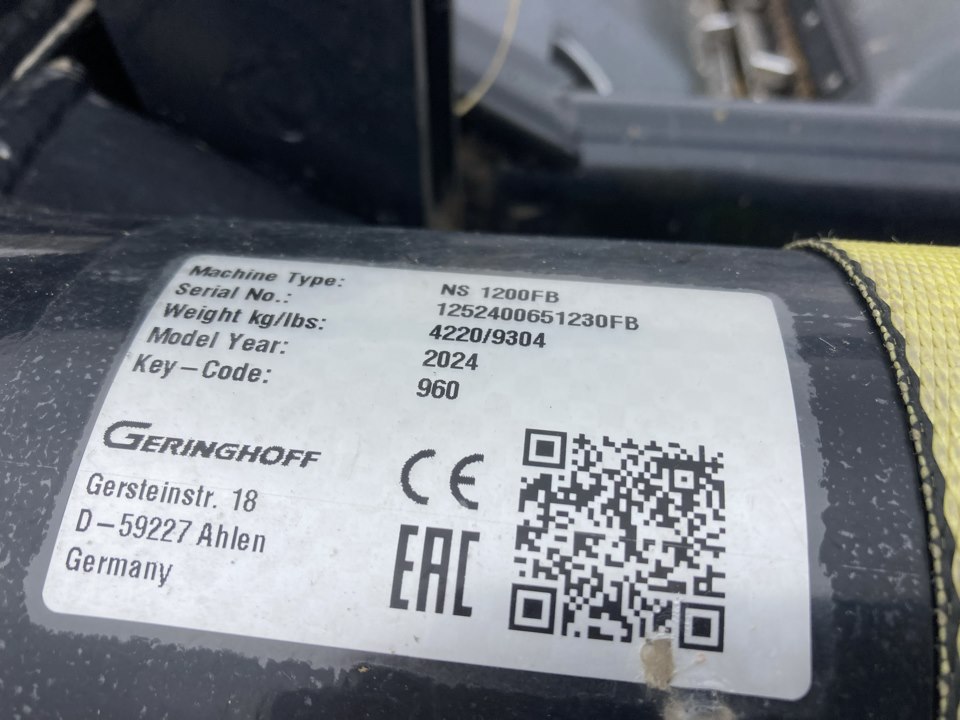 Machine Type: NS 1200FB
Serial No.: 1252400651230FB
Weight kg/lbs: 4220/9304
Model Year: 2024
Key-Code: 960
GERINGHOFF
Gersteinstr. 18
D-59227 Ahlen
Germany
CE
EAC